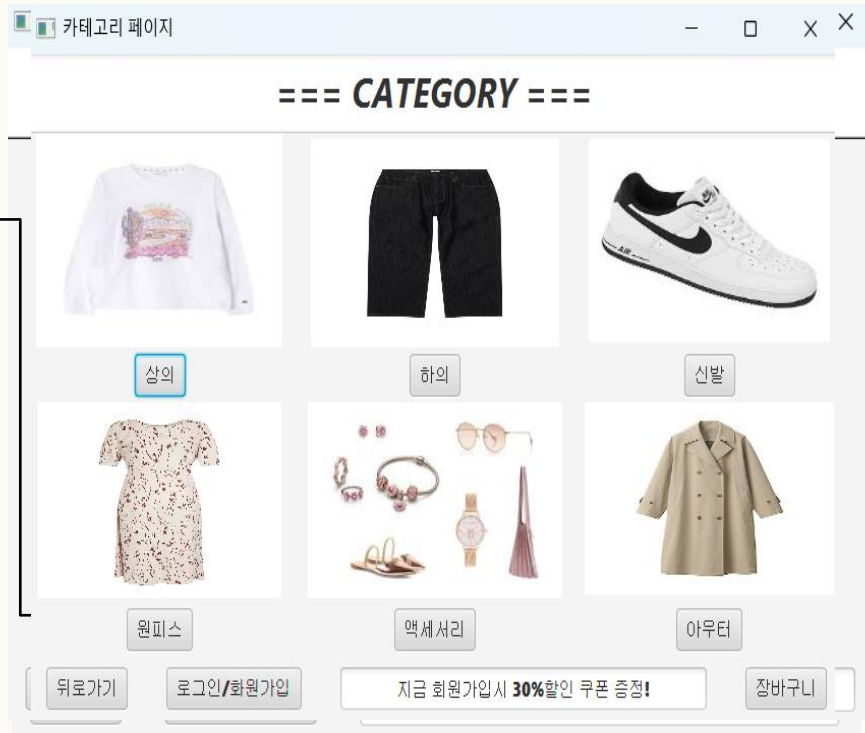 카테고리 페이지
=== CATEGORY ===
AIR
상의
하의
신발
원피스
액세서리
아우터
뒤로가기
로그인/회원가입
지금 회원가입시 30%할인 쿠폰 증정!
장바구니